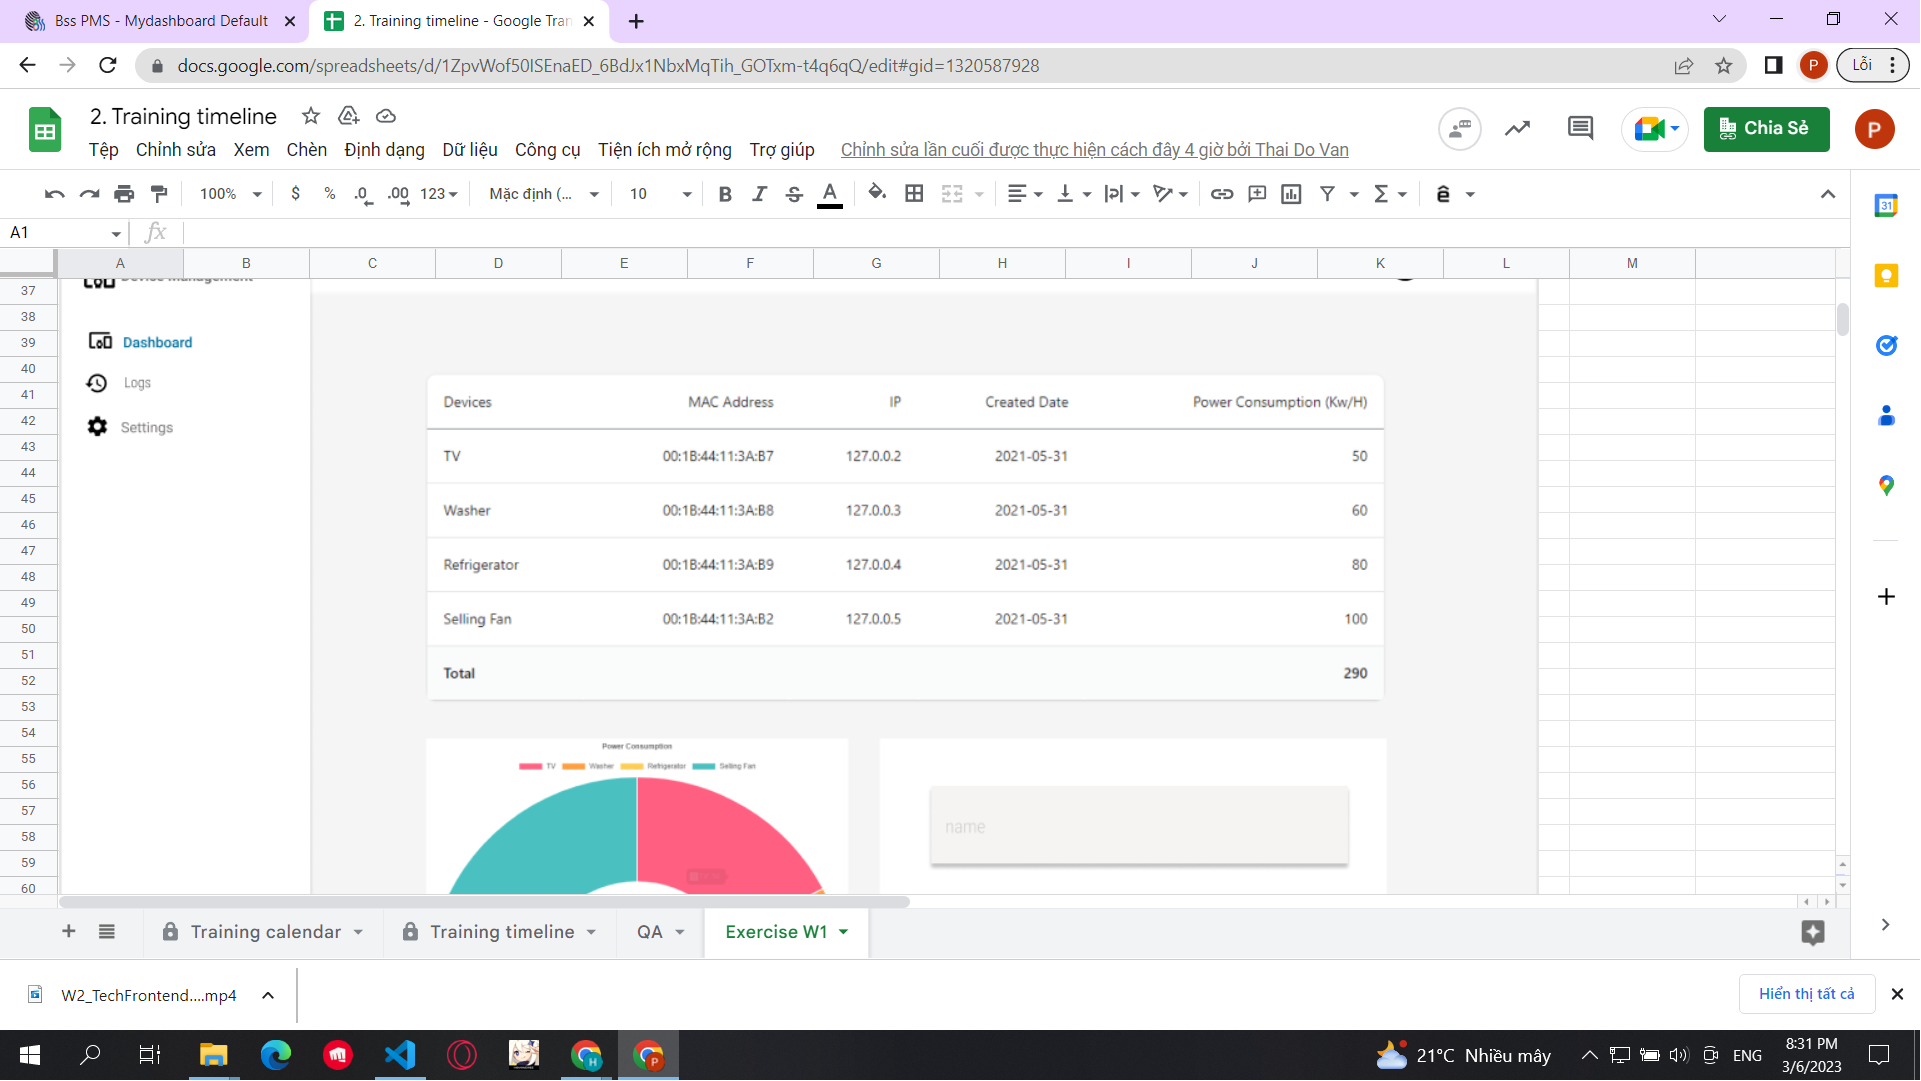 Bss PMS - Mydashboard Default
2. Training timeline - Google Tran
docs.google.com/spreadsheets/d/1ZpvWof50ISEnaED_6BdJx1NbxMqTih_GOTxm-t4q6qQ/edit#gid=1320587928
P
Lỗi
2. Training timeline
Chia Sẻ
P
Tệp Chỉnh sửa Xem Chèn Định dạng Dữ liệu Công cụ Tiện ích mở rộng Trợ giúp Chỉnh sửa lần cuối được thực hiện cách đây 4 giờ bởi Thai Do Van
100% $ % .0 .00 123 Mặc định (... 10 B I S A ê
31
A1 fx
A B C D E F G H I J K L M
Device Management
37
38
39
40
41
42
43
44
45
46
47
48
49
50
51
52
53
54
55
56
57
58
59
60
Dashboard
Logs
Settings
Devices MAC Address IP Created Date Power Consumption (Kw/H)
TV 00:1B:44:11:3A:B7 127.0.0.2 2021-05-31 50
Washer 00:1B:44:11:3A:B8 127.0.0.3 2021-05-31 60
Refrigerator 00:1B:44:11:3A:B9 127.0.0.4 2021-05-31 80
Selling Fan 00:1B:44:11:3A:B2 127.0.0.5 2021-05-31 100
Total 290
Power Consumption
TV Washer Refrigerator Selling Fan
name
Training calendar Training timeline QA Exercise W1
W2_TechFrontend....mp4
Hiển thị tất cả
21°C Nhiều mây
ENG
8:31 PM
3/6/2023